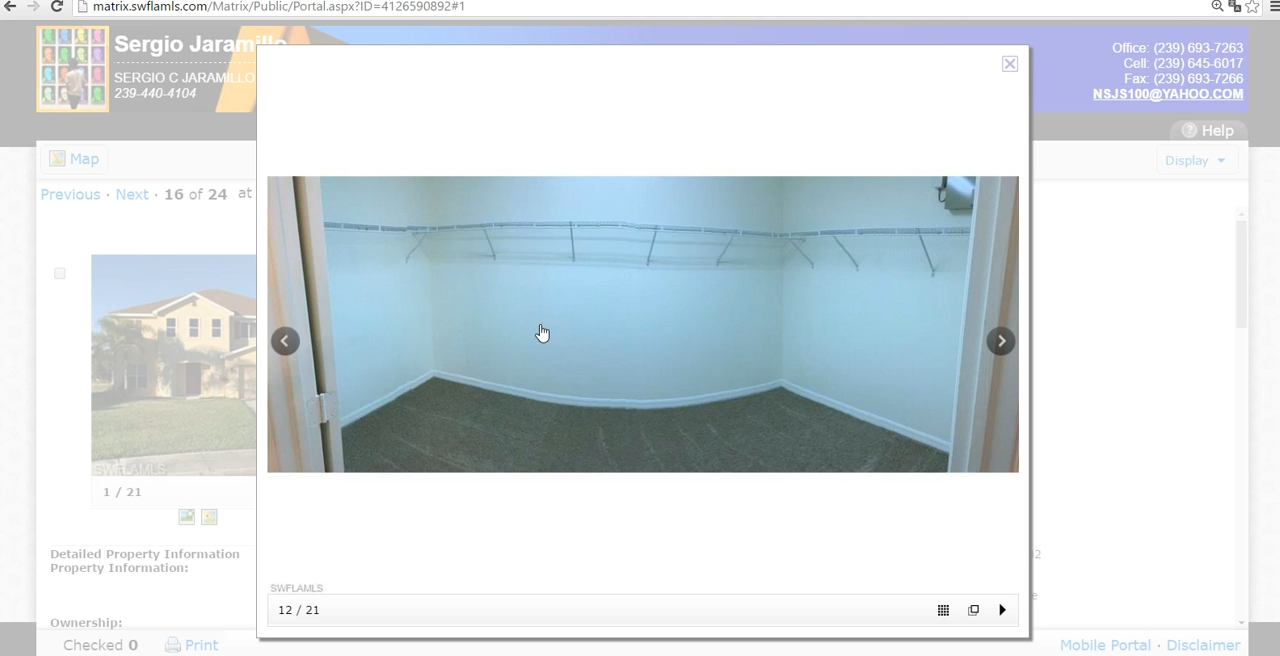 matrix.swflamls.com/Matrix/Public/Portal.aspx?ID=4126590892#1
Sergio Jaramillo
SERGIO C JARAMILLO
239-440-4104
Office: (239) 693-7263
Cell: (239) 645-6017
Fax: (239) 693-7266
NSJS100@YAHOO.COM
? Help
Map
Display
Previous · Next · 16 of 24 at
SWFLAMLS
1 / 21
Detailed Property Information
Property Information:
Ownership:
SWFLAMLS
12 / 21
Checked 0
Print
Mobile Portal · Disclaimer